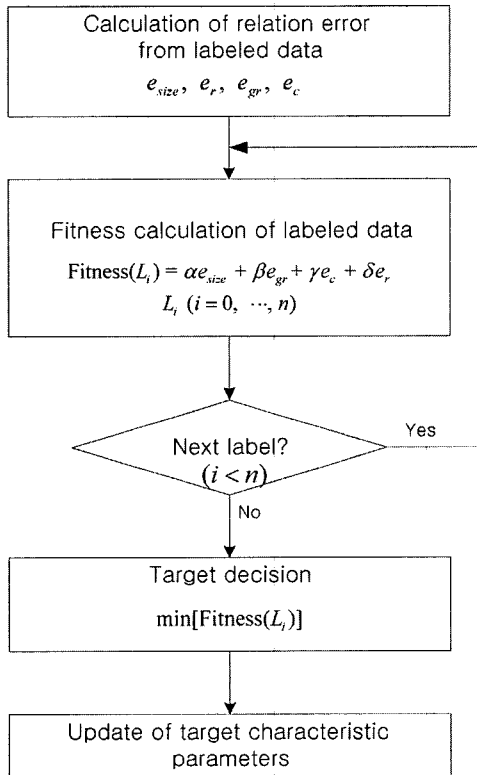 Calculation of relation error
from labeled data
e_size, e_r, e_gr, e_c
Fitness calculation of labeled data
Fitness(L_i) = αe_size + βe_gr + γe_c + δe_r
L_i (i = 0, ···, n)
Next label?
(i < n)
Yes
No
Target decision
min[Fitness(L_i)]
Update of target characteristic
parameters